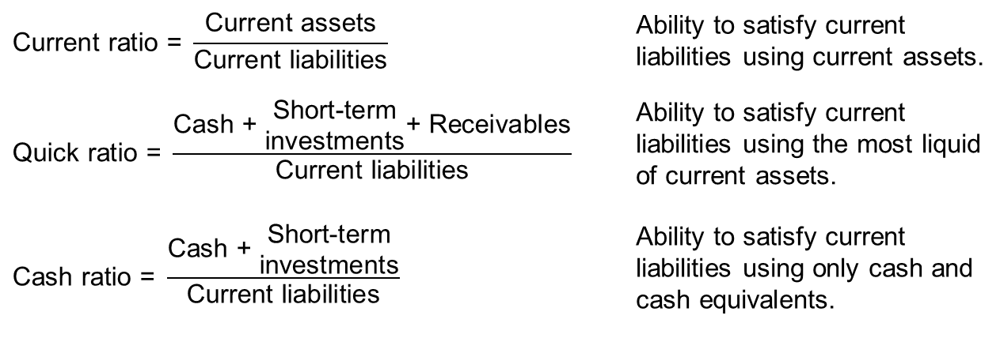 Current ratio = Current assets
Current liabilities
Ability to satisfy current
liabilities using current assets.
Quick ratio = Cash + Short-term
investments + Receivables
Current liabilities
Ability to satisfy current
liabilities using the most liquid
of current assets.
Cash ratio = Cash + Short-term
investments
Current liabilities
Ability to satisfy current
liabilities using only cash and
cash equivalents.